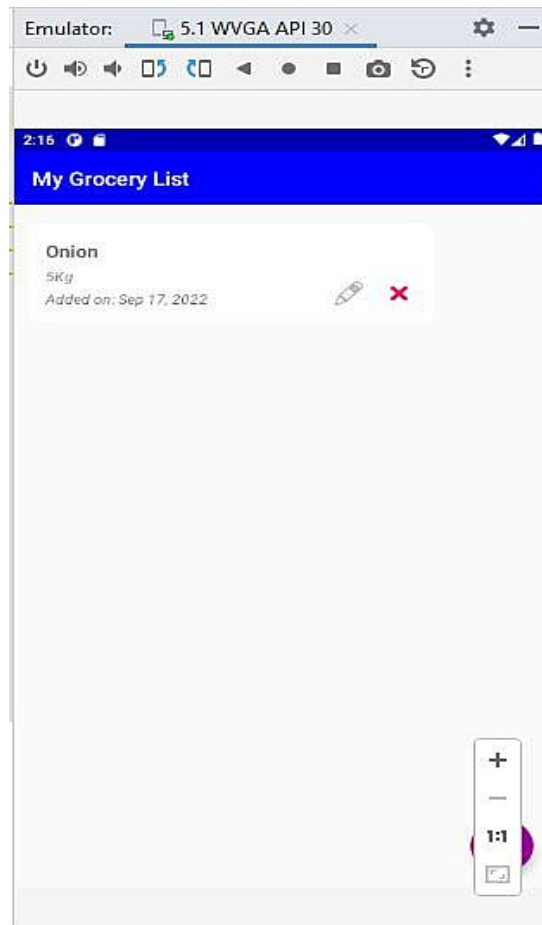 Emulator: 5.1 WVGA API 30
2:16
My Grocery List
Onion
5Kg
Added on: Sep 17, 2022
1:1